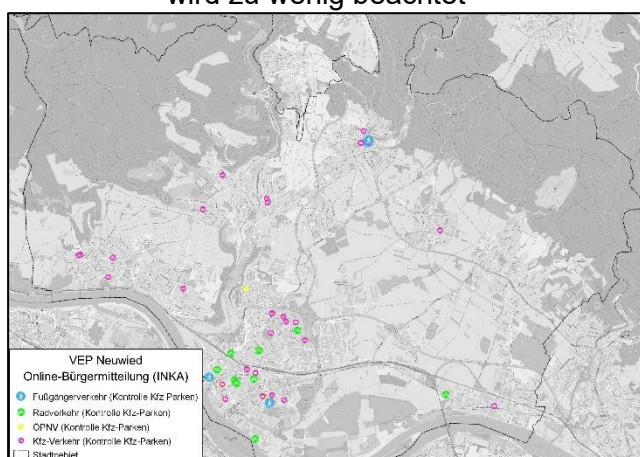 wird zu wenig beachtet
VEP Neuwied
Online-Bürgermitteilung (INKA)
Fußgängerverkehr (Kontrolle Kfz-Parken)
Radverkehr (Kontrolle Kfz-Parken)
ÖPNV (Kontrolle Kfz-Parken)
Kfz-Verkehr (Kontrolle Kfz-Parken)
Stadtgebiet